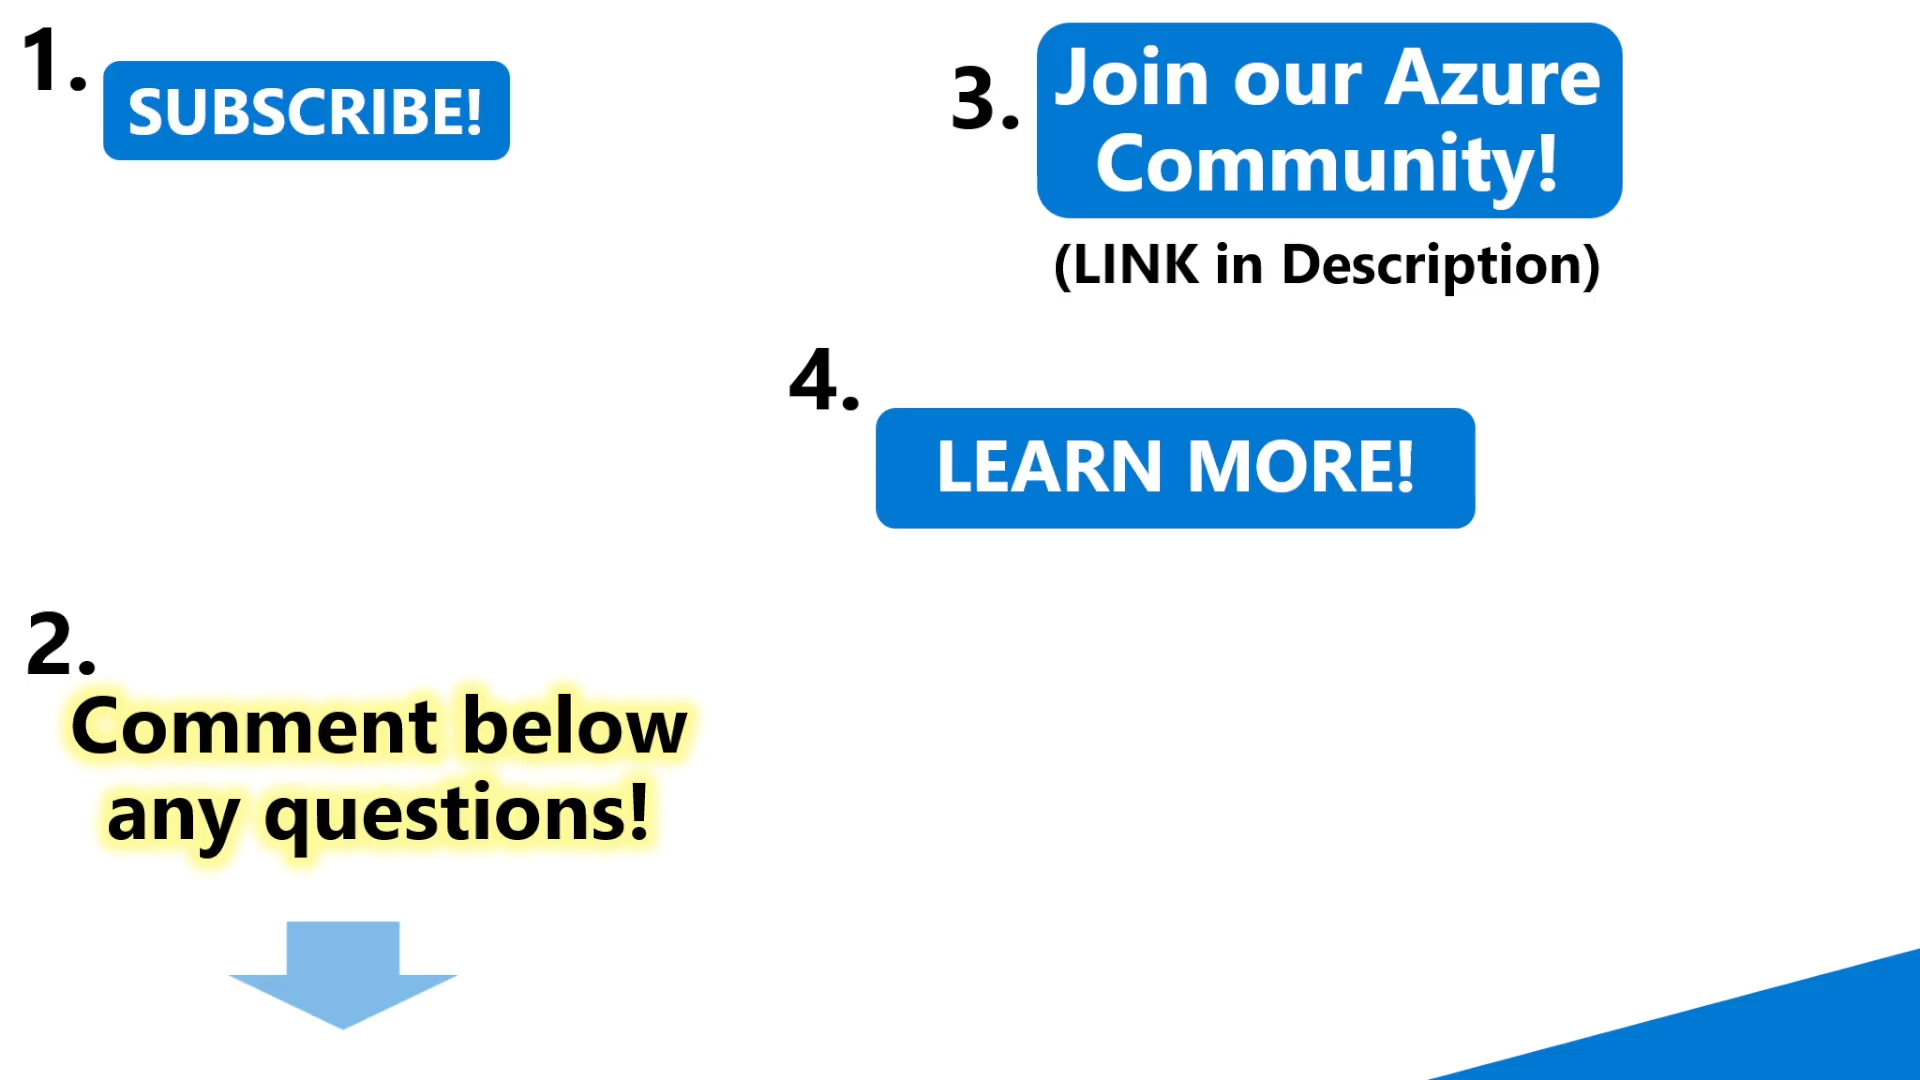 1.
SUBSCRIBE!
2.
Comment below
any questions!
3.
Join our Azure
Community!
(LINK in Description)
4.
LEARN MORE!